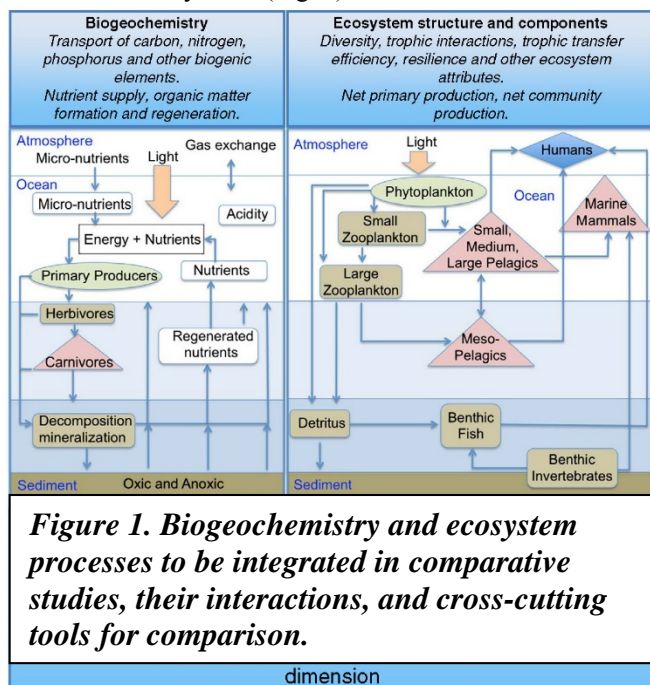 Biogeochemistry
Transport of carbon, nitrogen,
phosphorus and other biogenic
elements.
Nutrient supply, organic matter
formation and regeneration.
Atmosphere
Micro-nutrients
Light
Gas exchange
Ocean
Micro-nutrients
Acidity
Energy + Nutrients
Primary Producers
Nutrients
Herbivores
Regenerated
nutrients
Carnivores
Decomposition
mineralization
Sediment
Oxic and Anoxic
Ecosystem structure and components
Diversity, trophic interactions, trophic transfer
efficiency, resilience and other ecosystem
attributes.
Net primary production, net community
production.
Atmosphere
Light
Humans
Phytoplankton
Ocean
Small
Zooplankton
Small,
Medium,
Large Pelagics
Marine
Mammals
Large
Zooplankton
Meso-
Pelagics
Detritus
Benthic
Fish
Benthic
Invertebrates
Sediment
Figure 1. Biogeochemistry and ecosystem
processes to be integrated in comparative
studies, their interactions, and cross-cutting
tools for comparison.
dimension